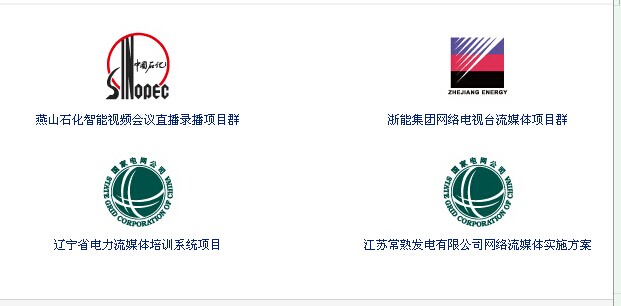 中国石化
SINOPEC
ZHEJIANG ENERGY
燕山石化智能视频会议直播录播项目群
浙能集团网络电视台流媒体项目群
国家电网公司
STATE GRID CORPORATION OF CHINA
国家电网公司
STATE GRID CORPORATION OF CHINA
辽宁省电力流媒体培训系统项目
江苏常熟发电有限公司网络流媒体实施方案